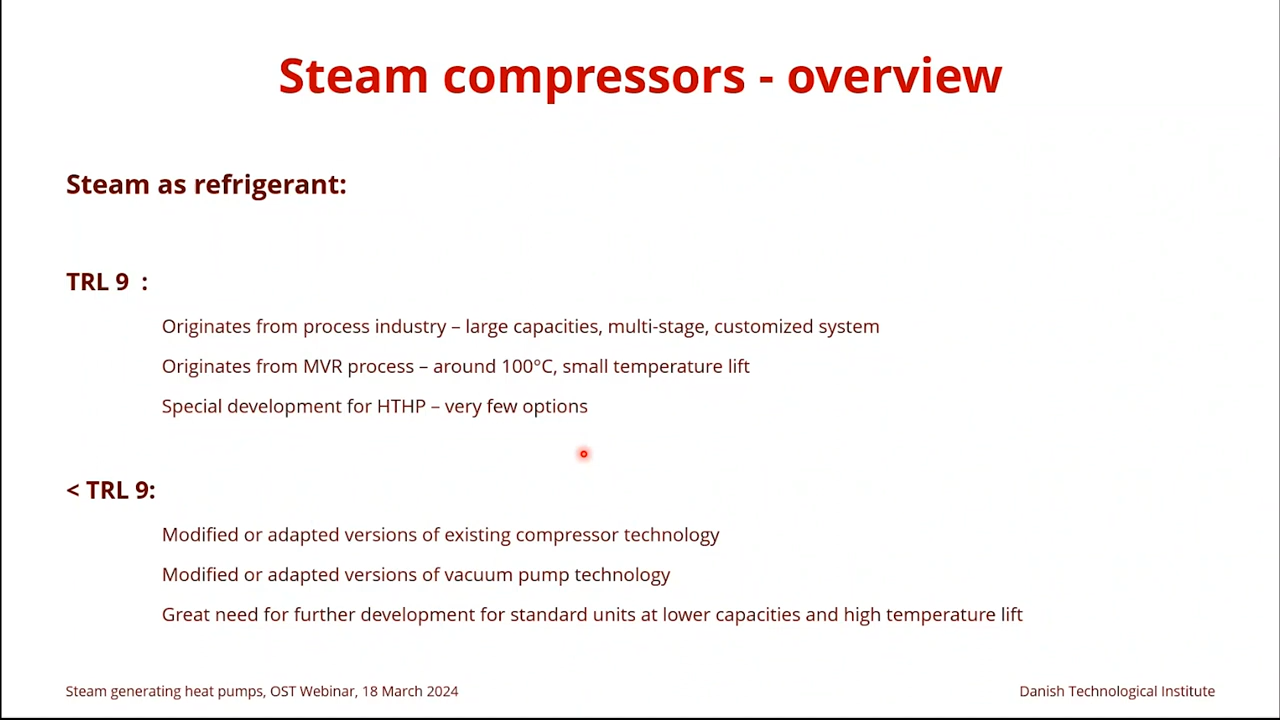 Steam compressors - overview
Steam as refrigerant:
TRL 9 :
Originates from process industry – large capacities, multi-stage, customized system
Originates from MVR process – around 100°C, small temperature lift
Special development for HTHP – very few options
< TRL 9:
Modified or adapted versions of existing compressor technology
Modified or adapted versions of vacuum pump technology
Great need for further development for standard units at lower capacities and high temperature lift
Steam generating heat pumps, OST Webinar, 18 March 2024
Danish Technological Institute